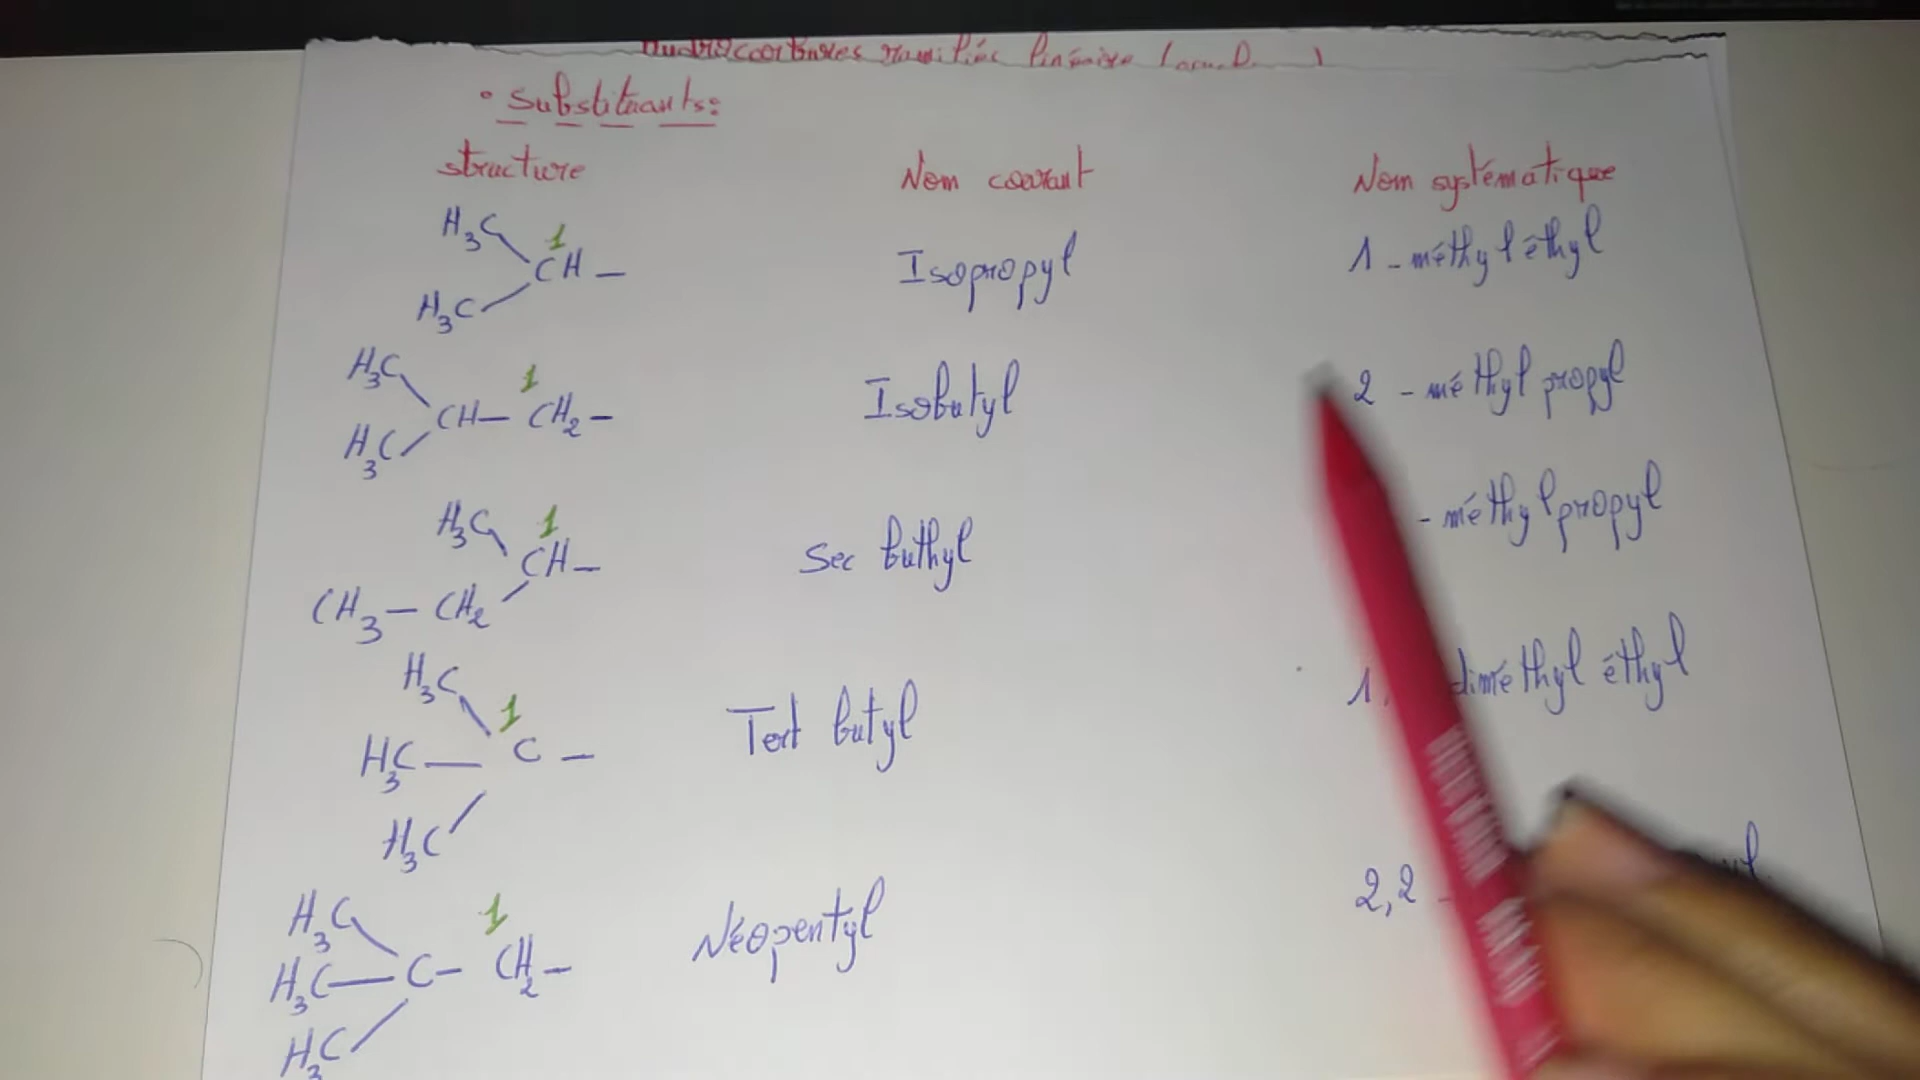 • Substituants:
structure Nom courant Nom systématique
H3C 1
CH – Isopropyl 1 - méthyl éthyl
H3C
H3C 1
CH – CH2 – Isobutyl 2 - méthyl propyl
H3C
H3C 1
CH – Sec buthyl - méthyl propyl
CH3 – CH2
H3C 1
H3C – C – Tert butyl 1, diméthyl éthyl
H3C
H3C 1
H3C – C – CH2 – Néopentyl 2,2 -
H3C